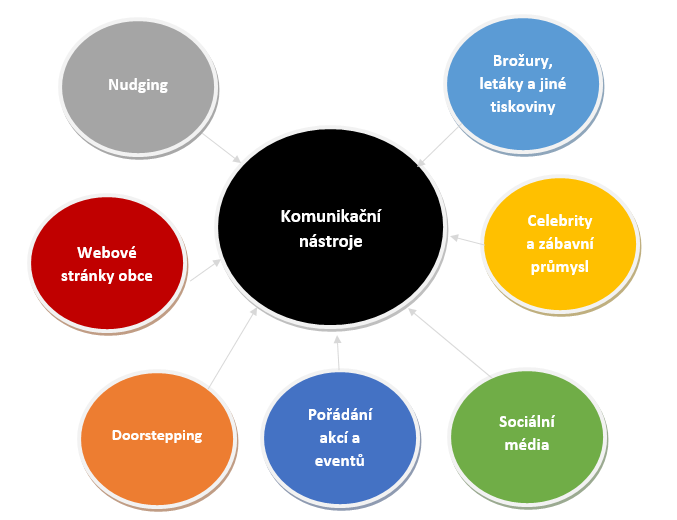 Nudging
Brožury,
letáky a jiné
tiskoviny
Komunikační
nástroje
Celebrity
a zábavní
průmysl
Webové
stránky obce
Doorstepping
Pořádání
akcí a
eventů
Sociální
média